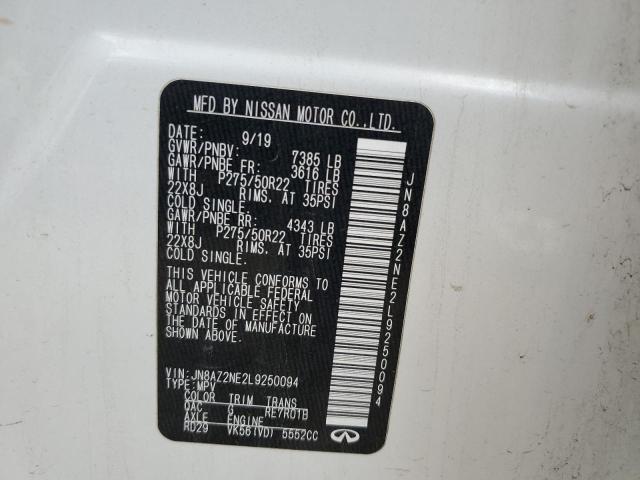 MFD BY NISSAN MOTOR CO.,LTD.
DATE: 9/19
GVWR/PNBV: 7385 LB
GAWR/PNBE FR: 3616 LB
WITH P275/50R22 TIRES
22X8J RIMS, AT 35PSI
COLD SINGLE.
GAWR/PNBE RR: 4343 LB
WITH P275/50R22 TIRES
22X8J RIMS, AT 35PSI
COLD SINGLE.
THIS VEHICLE CONFORMS TO
ALL APPLICABLE FEDERAL
MOTOR VEHICLE SAFETY
STANDARDS IN EFFECT ON
THE DATE OF MANUFACTURE
SHOWN ABOVE.
VIN:JN8AZ2NE2L9250094
TYPE:MPV
COLOR TRIM TRANS
QAC G RE7R01B
AXLE ENGINE
RD29 VK56(VD) 5552CC
JN8AZ2NE2L9250094